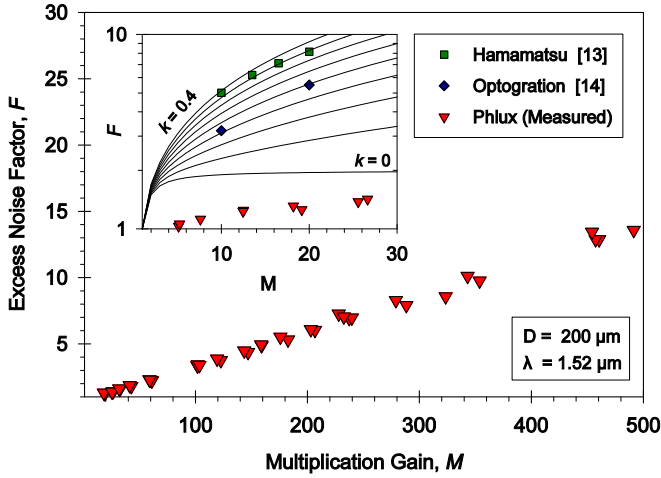 30
25
20
15
10
5
100
200
300
400
500
Excess Noise Factor, F
Multiplication Gain, M
10
1
F
0
10
20
30
M
k = 0.4
k = 0
Hamamatsu [13]
Optogration [14]
Phlux (Measured)
D = 200 µm
λ = 1.52 µm